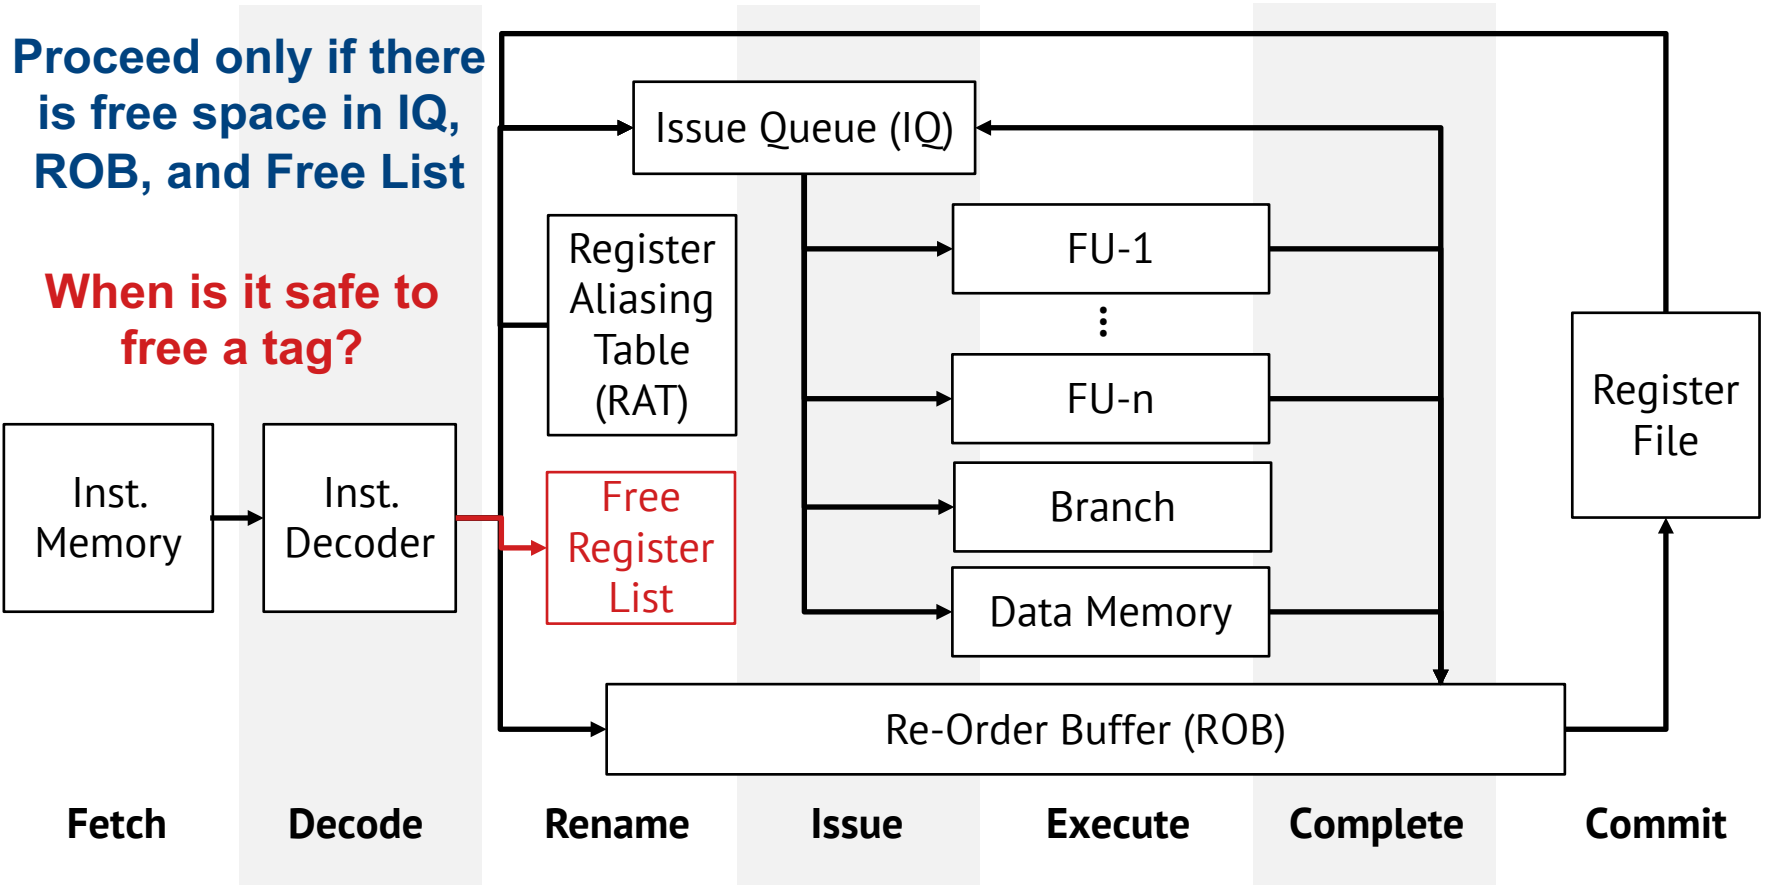 Proceed only if there
is free space in IQ,
ROB, and Free List
When is it safe to
free a tag?
Issue Queue (IQ)
Register
Aliasing
Table
(RAT)
FU-1
⋮
FU-n
Register
File
Inst.
Memory
Inst.
Decoder
Free
Register
List
Branch
Data Memory
Re-Order Buffer (ROB)
Fetch
Decode
Rename
Issue
Execute
Complete
Commit